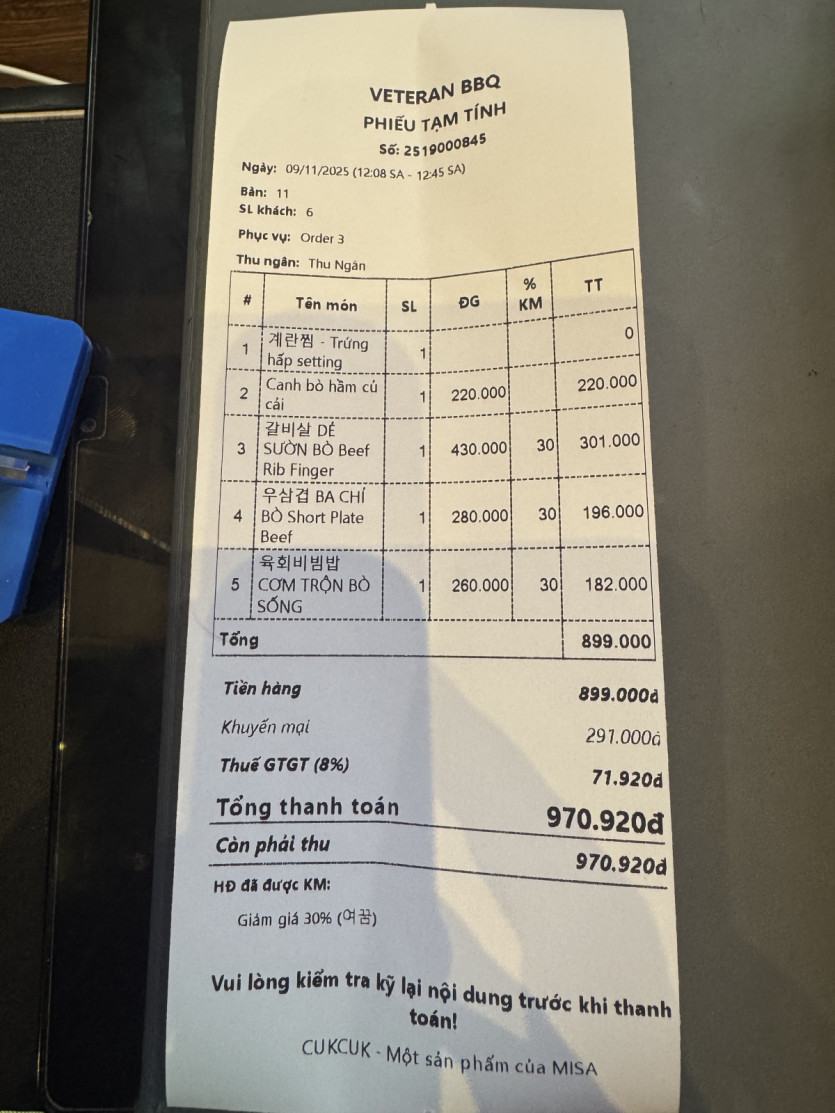 VETERAN BBQ
PHIẾU TẠM TÍNH
Số: 2519000845
Ngày: 09/11/2025 (12:08 SA - 12:45 SA)
Bàn: 11
SL khách: 6
Phục vụ: Order 3
Thu ngân: Thu Ngân
# Tên món SL ĐG % KM TT
1 계란찜 - Trứng 1 0
hấp setting
2 Canh bò hầm củ 1 220.000 220.000
cải
3 갈비살 DẺ 1 430.000 30 301.000
SƯỜN BÒ Beef
Rib Finger
4 우삼겹 BA CHỈ 1 280.000 30 196.000
BÒ Short Plate
Beef
5 육회비빔밥 1 260.000 30 182.000
CƠM TRỘN BÒ
SỐNG
Tổng 899.000
Tiền hàng 899.000đ
Khuyến mại 291.000đ
Thuế GTGT (8%) 71.920đ
Tổng thanh toán 970.920đ
Còn phải thu 970.920đ
HĐ đã được KM:
Giảm giá 30% (여꿈)
Vui lòng kiểm tra kỹ lại nội dung trước khi thanh
toán!
CUKCUK - Một sản phẩm của MISA